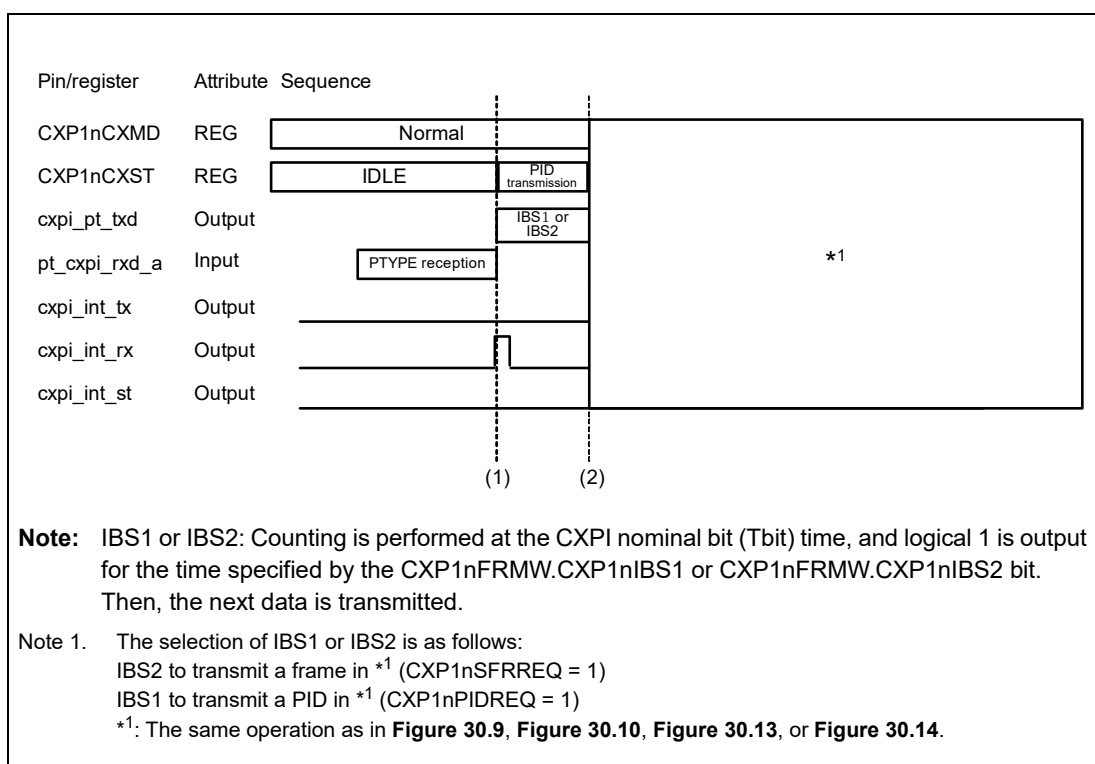 Pin/register Attribute Sequence
CXP1nCXMD REG Normal
CXP1nCXST REG IDLE PID transmission
cxpi_pt_txd Output IBS1 or IBS2
pt_cxpi_rxd_a Input PTYPE reception *1
cxpi_int_tx Output
cxpi_int_rx Output
cxpi_int_st Output
(1) (2)
Note: IBS1 or IBS2: Counting is performed at the CXPI nominal bit (Tbit) time, and logical 1 is output
for the time specified by the CXP1nFRMW.CXP1nIBS1 or CXP1nFRMW.CXP1nIBS2 bit.
Then, the next data is transmitted.
Note 1. The selection of IBS1 or IBS2 is as follows:
IBS2 to transmit a frame in *1 (CXP1nSFRREQ = 1)
IBS1 to transmit a PID in *1 (CXP1nPIDREQ = 1)
*1: The same operation as in Figure 30.9, Figure 30.10, Figure 30.13, or Figure 30.14.